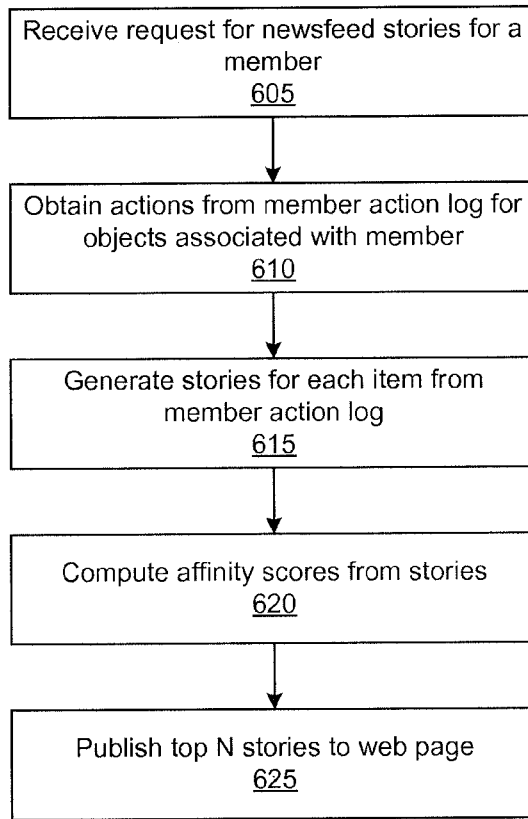 Receive request for newsfeed stories for a
member
605
Obtain actions from member action log for
objects associated with member
610
Generate stories for each item from
member action log
615
Compute affinity scores from stories
620
Publish top N stories to web page
625